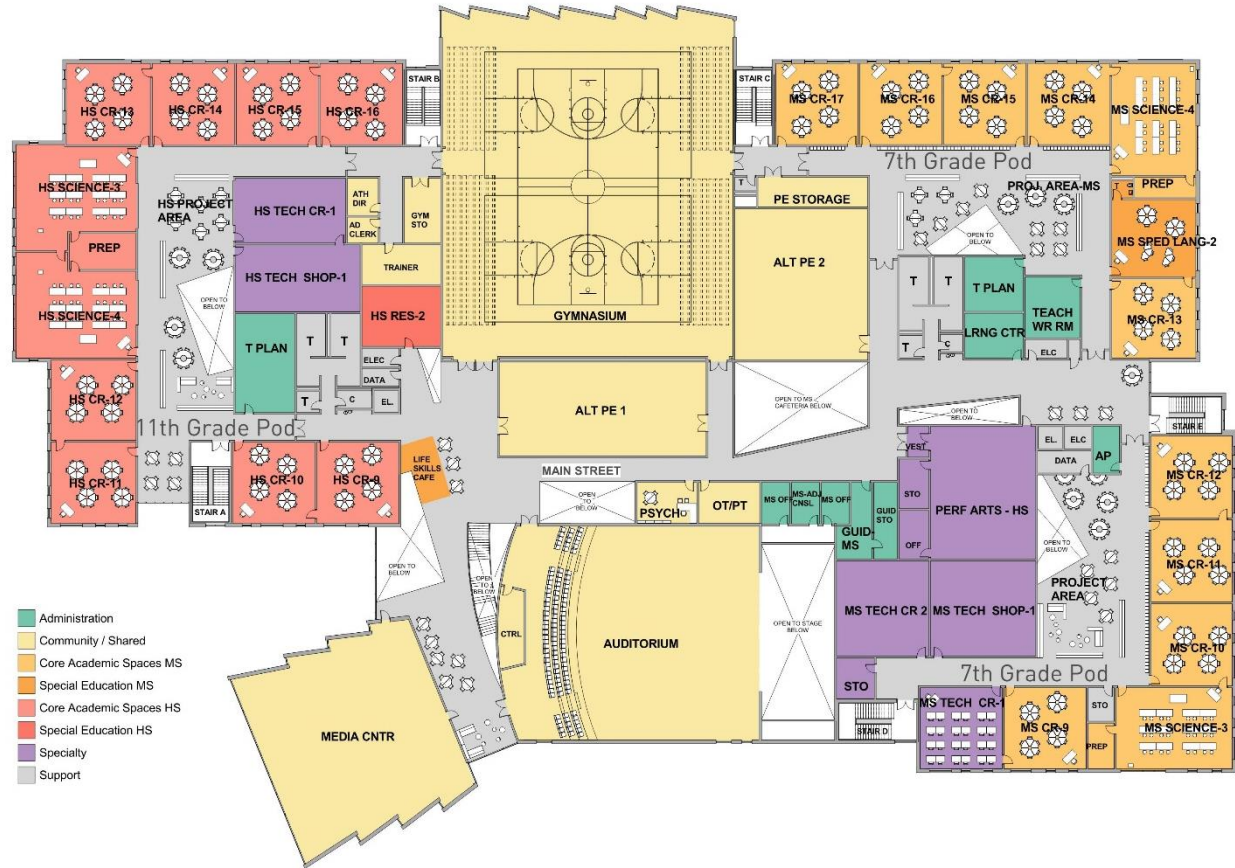 STAIR B
STAIR C
HS CR-13
HS CR-14
HS CR-15
HS CR-16
MS CR-17
MS CR-16
MS CR-15
MS CR-14
MS SCIENCE-4
7th Grade Pod
HS SCIENCE-3
HS PROJECT
AREA
HS TECH CR-1
ATH
DIR
AD
CLERK
GYM
STO
T
PE STORAGE
PROJ. AREA-MS
T
PREP
PREP
HS TECH SHOP-1
TRAINER
ALT PE 2
OPEN TO
BELOW
MS SPED LANG-2
HS SCIENCE-4
OPEN TO
BELOW
HS RES-2
GYMNASIUM
T
T
T PLAN
TEACH
WR RM
MS CR-13
T PLAN
T
T
LRNG CTR
T
C
ELC
ELEC
DATA
HS CR-12
T
C
EL.
ALT PE 1
OPEN TO MS
CAFETERIA BELOW
OPEN TO
BELOW
11th Grade Pod
STAIR E
VEST
EL.
ELC
AP
DATA
HS CR-11
STAIR A
HS CR-10
HS CR-9
LIFE
SKILLS
CAFE
MAIN STREET
MS CR-12
OPEN
TO
BELOW
PSYCH
OT/PT
MS OFF
MS-ADJ
CNSL
MS OFF
GUID
STO
GUID-
MS
STO
OFF
PERF ARTS - HS
OPEN TO
BELOW
OPEN TO
BELOW
OPEN
TO
BELOW
MS CR-11
PROJECT
AREA
CTRL
AUDITORIUM
OPEN TO STAGE
BELOW
MS TECH CR 2
MS TECH SHOP-1
MS CR-10
STO
7th Grade Pod
MS TECH CR-1
STAIR D
MS CR-9
STO
PREP
MS SCIENCE-3
MEDIA CNTR
Administration
Community / Shared
Core Academic Spaces MS
Special Education MS
Core Academic Spaces HS
Special Education HS
Specialty
Support